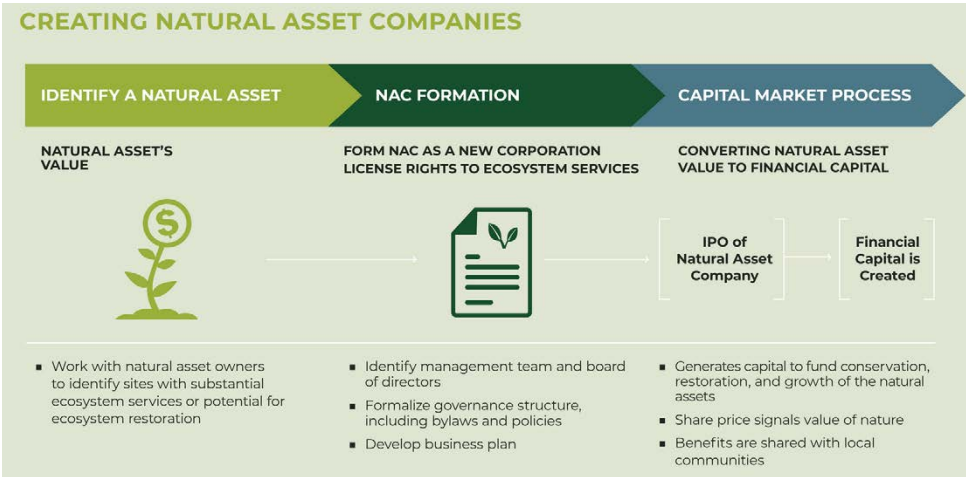 CREATING NATURAL ASSET COMPANIES
IDENTIFY A NATURAL ASSET
NAC FORMATION
CAPITAL MARKET PROCESS
NATURAL ASSET'S
VALUE
FORM NAC AS A NEW CORPORATION
LICENSE RIGHTS TO ECOSYSTEM SERVICES
CONVERTING NATURAL ASSET
VALUE TO FINANCIAL CAPITAL
$
IPO of
Natural Asset
Company
Financial
Capital is
Created
▪ Work with natural asset owners
to identify sites with substantial
ecosystem services or potential for
ecosystem restoration
▪ Identify management team and board
of directors
▪ Formalize governance structure,
including bylaws and policies
▪ Develop business plan
▪ Generates capital to fund conservation,
restoration, and growth of the natural
assets
▪ Share price signals value of nature
▪ Benefits are shared with local
communities